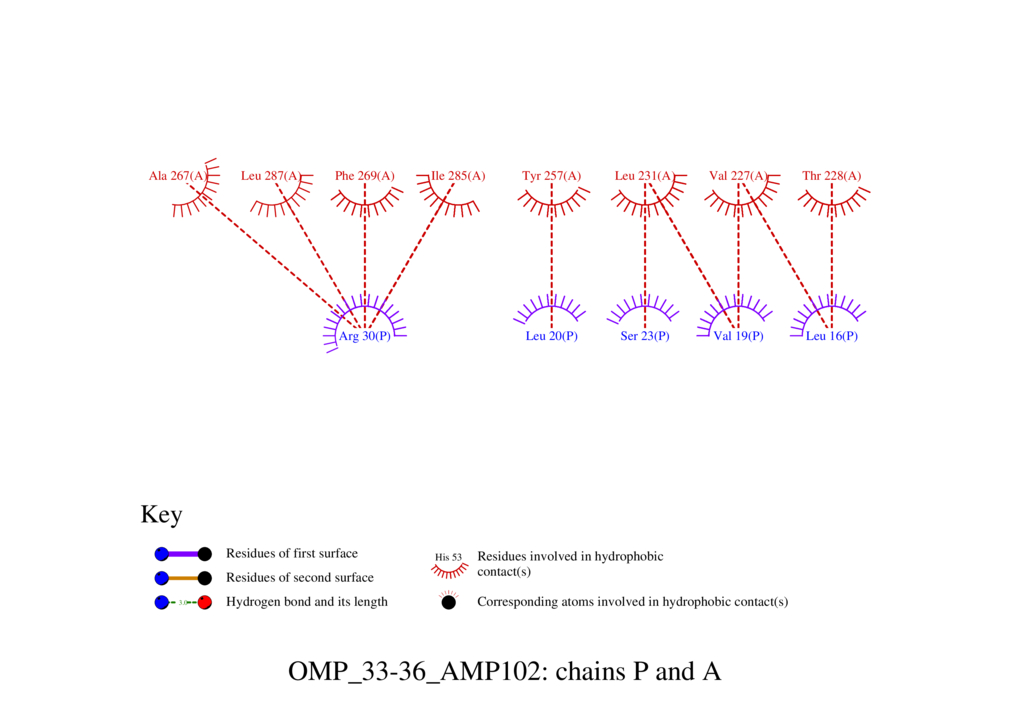 Ala 267(A) Leu 287(A) Phe 269(A) Ile 285(A) Tyr 257(A) Leu 231(A) Val 227(A) Thr 228(A)
Arg 30(P) Leu 20(P) Ser 23(P) Val 19(P) Leu 16(P)
Key
Residues of first surface
Residues of second surface
3.0 Hydrogen bond and its length
His 53 Residues involved in hydrophobic
contact(s)
Corresponding atoms involved in hydrophobic contact(s)
OMP_33-36_AMP102: chains P and A